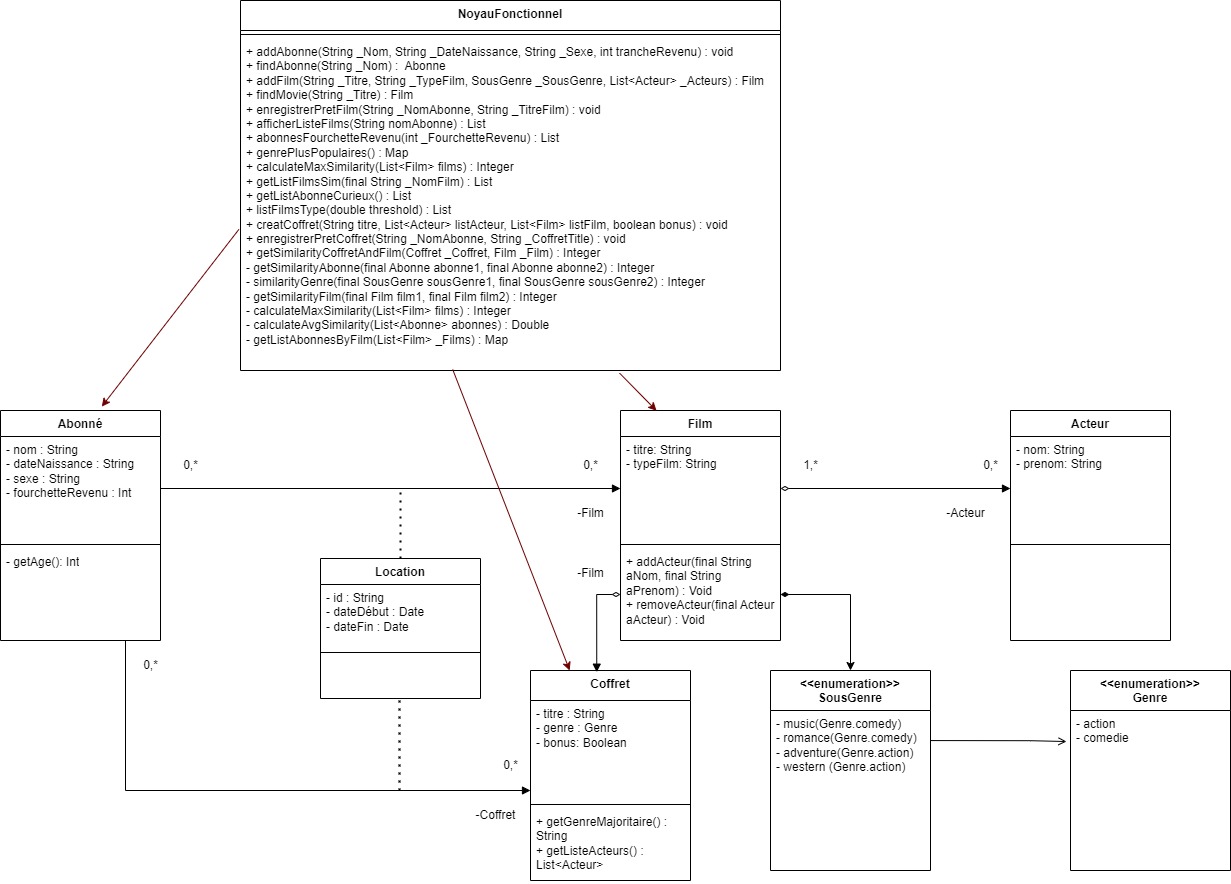 NoyauFonctionnel
+ addAbonne(String _Nom, String _DateNaissance, String _Sexe, int trancheRevenu) : void
+ findAbonne(String _Nom) :  Abonne
+ addFilm(String _Titre, String _TypeFilm, SousGenre _SousGenre, List<Acteur> _Acteurs) : Film
+ findMovie(String _Titre) : Film
+ enregistrerPretFilm(String _NomAbonne, String _TitreFilm) : void
+ afficherListeFilms(String nomAbonne) : List
+ abonnesFourchetteRevenu(int _FourchetteRevenu) : List
+ genrePlusPopulaires() : Map
+ calculateMaxSimilarity(List<Film> films) : Integer
+ getListFilmsSim(final String _NomFilm) : List
+ getListAbonneCurieux() : List
+ listFilmsType(double threshold) : List
+ creatCoffret(String titre, List<Acteur> listActeur, List<Film> listFilm, boolean bonus) : void
+ enregistrerPretCoffret(String _NomAbonne, String _CoffretTitle) : void
+ getSimilarityCoffretAndFilm(Coffret _Coffret, Film _Film) : Integer
- getSimilarityAbonne(final Abonne abonne1, final Abonne abonne2) : Integer
- similarityGenre(final SousGenre sousGenre1, final SousGenre sousGenre2) : Integer
- getSimilarityFilm(final Film film1, final Film film2) : Integer
- calculateMaxSimilarity(List<Film> films) : Integer
- calculateAvgSimilarity(List<Abonne> abonnes) : Double
- getListAbonnesByFilm(List<Film> _Films) : Map
Abonné
- nom : String
- dateNaissance : String
- sexe : String
- fourchetteRevenu : Int
- getAge(): Int
0,*
0,*
-Film
Film
- titre: String
- typeFilm: String
+ addActeur(final String
aNom, final String
aPrenom) : Void
+ removeActeur(final Acteur
aActeur) : Void
1,*
0,*
-Acteur
Acteur
- nom: String
- prenom: String
Location
- id : String
- dateDébut : Date
- dateFin : Date
-Film
0,*
0,*
-Coffret
Coffret
- titre : String
- genre : Genre
- bonus: Boolean
+ getGenreMajoritaire() :
String
+ getListeActeurs() :
List<Acteur>
<<enumeration>>
SousGenre
- music(Genre.comedy)
- romance(Genre.comedy)
- adventure(Genre.action)
- western (Genre.action)
<<enumeration>>
Genre
- action
- comedie